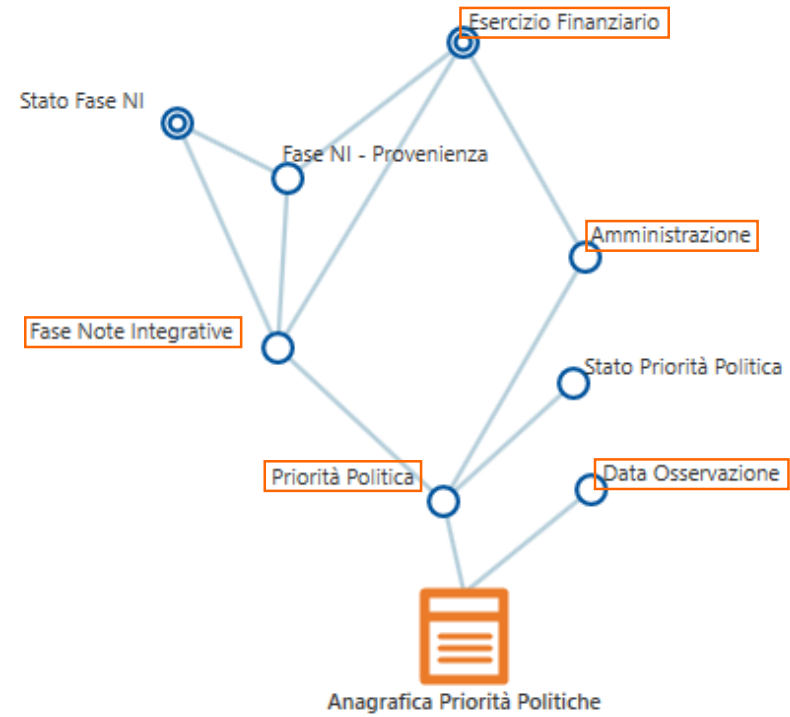 Esercizio Finanziario
Stato Fase NI
Fase NI - Provenienza
Amministrazione
Fase Note Integrative
Stato Priorità Politica
Data Osservazione
Priorità Politica
Anagrafica Priorità Politiche